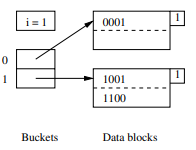 i = 1
0001 1
0
1
1001 1
1100
Buckets Data blocks